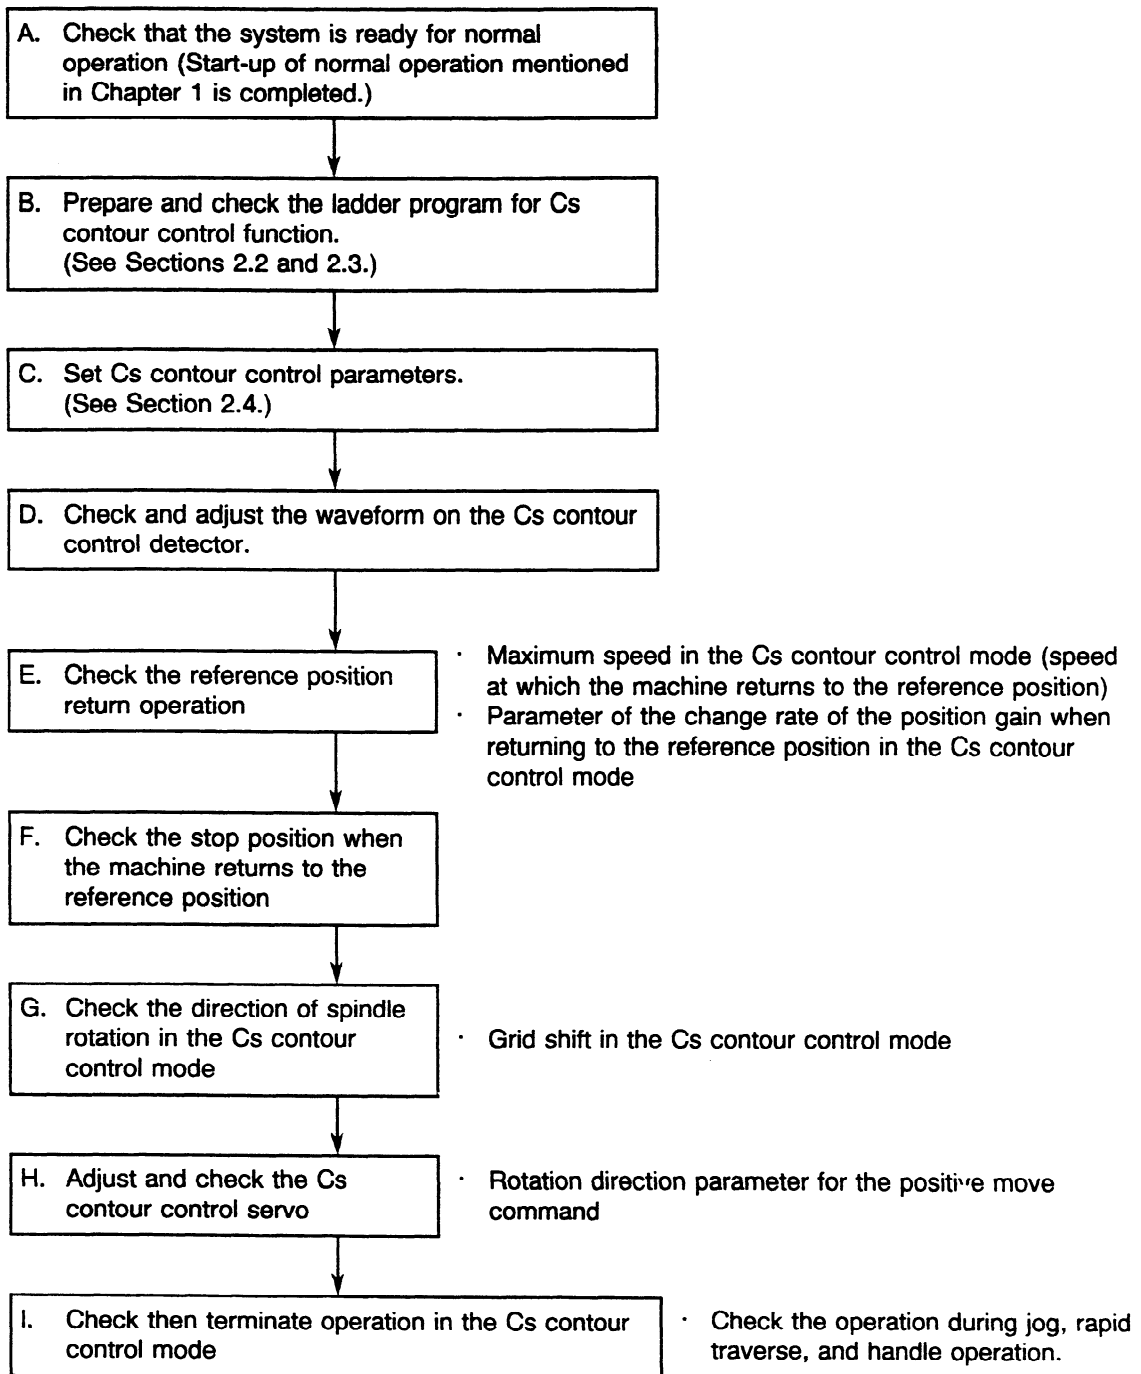 A. Check that the system is ready for normal
operation (Start-up of normal operation mentioned
in Chapter 1 is completed.)
B. Prepare and check the ladder program for Cs
contour control function.
(See Sections 2.2 and 2.3.)
C. Set Cs contour control parameters.
(See Section 2.4.)
D. Check and adjust the waveform on the Cs contour
control detector.
E. Check the reference position
return operation
· Maximum speed in the Cs contour control mode (speed
at which the machine returns to the reference position)
· Parameter of the change rate of the position gain when
returning to the reference position in the Cs contour
control mode
F. Check the stop position when
the machine returns to the
reference position
G. Check the direction of spindle
rotation in the Cs contour
control mode
· Grid shift in the Cs contour control mode
H. Adjust and check the Cs
contour control servo
· Rotation direction parameter for the positive move
command
I. Check then terminate operation in the Cs contour
control mode
· Check the operation during jog, rapid
traverse, and handle operation.